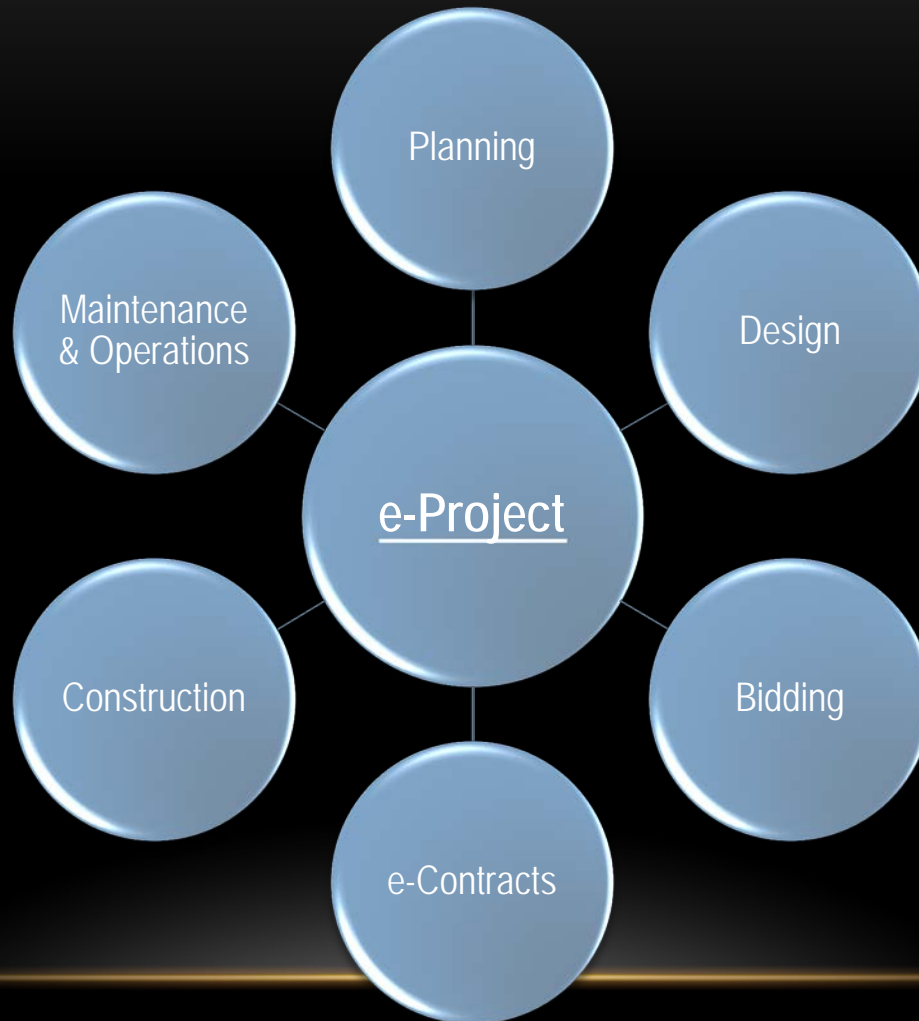 Planning
Design
Bidding
e-Contracts
Construction
Maintenance
& Operations
e-Project